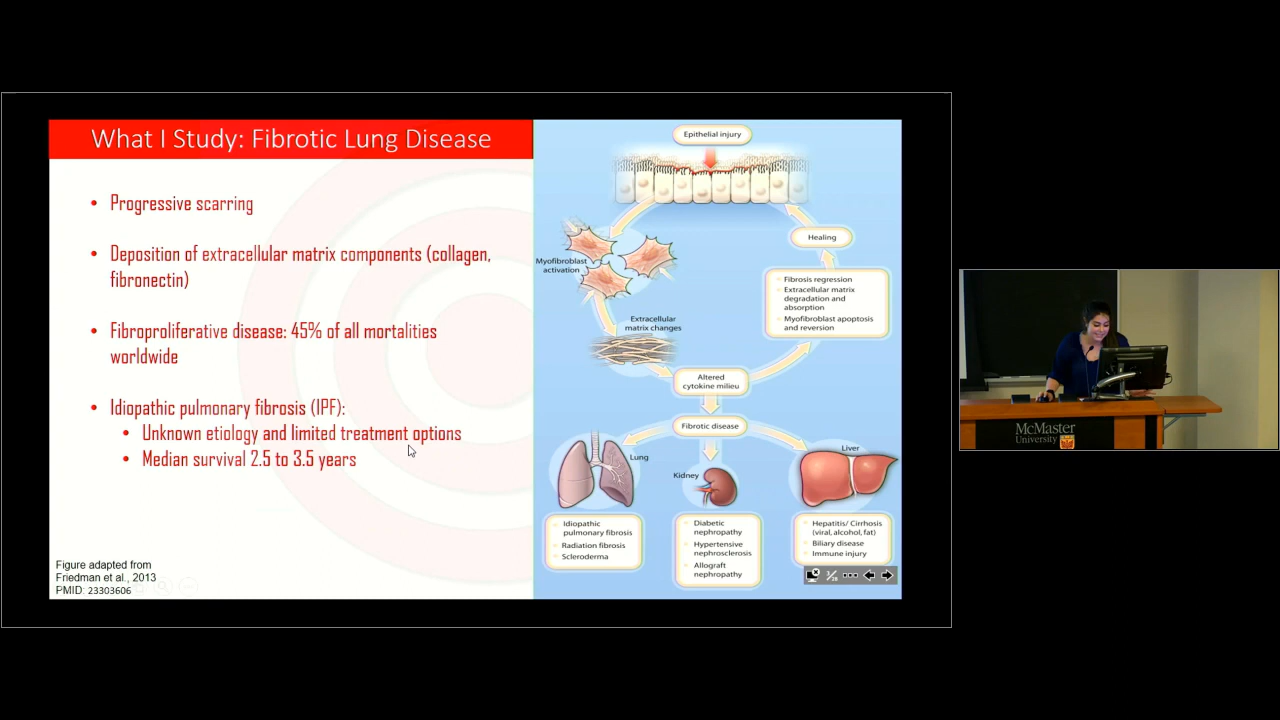 What I Study: Fibrotic Lung Disease
• Progressive scarring
• Deposition of extracellular matrix components (collagen,
fibronectin)
• Fibroproliferative disease: 45% of all mortalities
worldwide
• Idiopathic pulmonary fibrosis (IPF):
• Unknown etiology and limited treatment options
• Median survival 2.5 to 3.5 years
Figure adapted from
Friedman et al., 2013
PMID: 23303606
Epithelial injury
Myofibroblast
activation
Extracellular
matrix changes
Healing
Fibrosis regression
Extracellular matrix
degradation and
absorption
Myofibroblast apoptosis
and reversion
Altered
cytokine milieu
Fibrotic disease
Lung
Kidney
Liver
Idiopathic
pulmonary fibrosis
Radiation fibrosis
Scleroderma
Diabetic
nephropathy
Hypertensive
nephrosclerosis
Allograft
nephropathy
Hepatitis/ Cirrhosis
(viral, alcohol, fat)
Biliary disease
Immune injury
McMaster
University